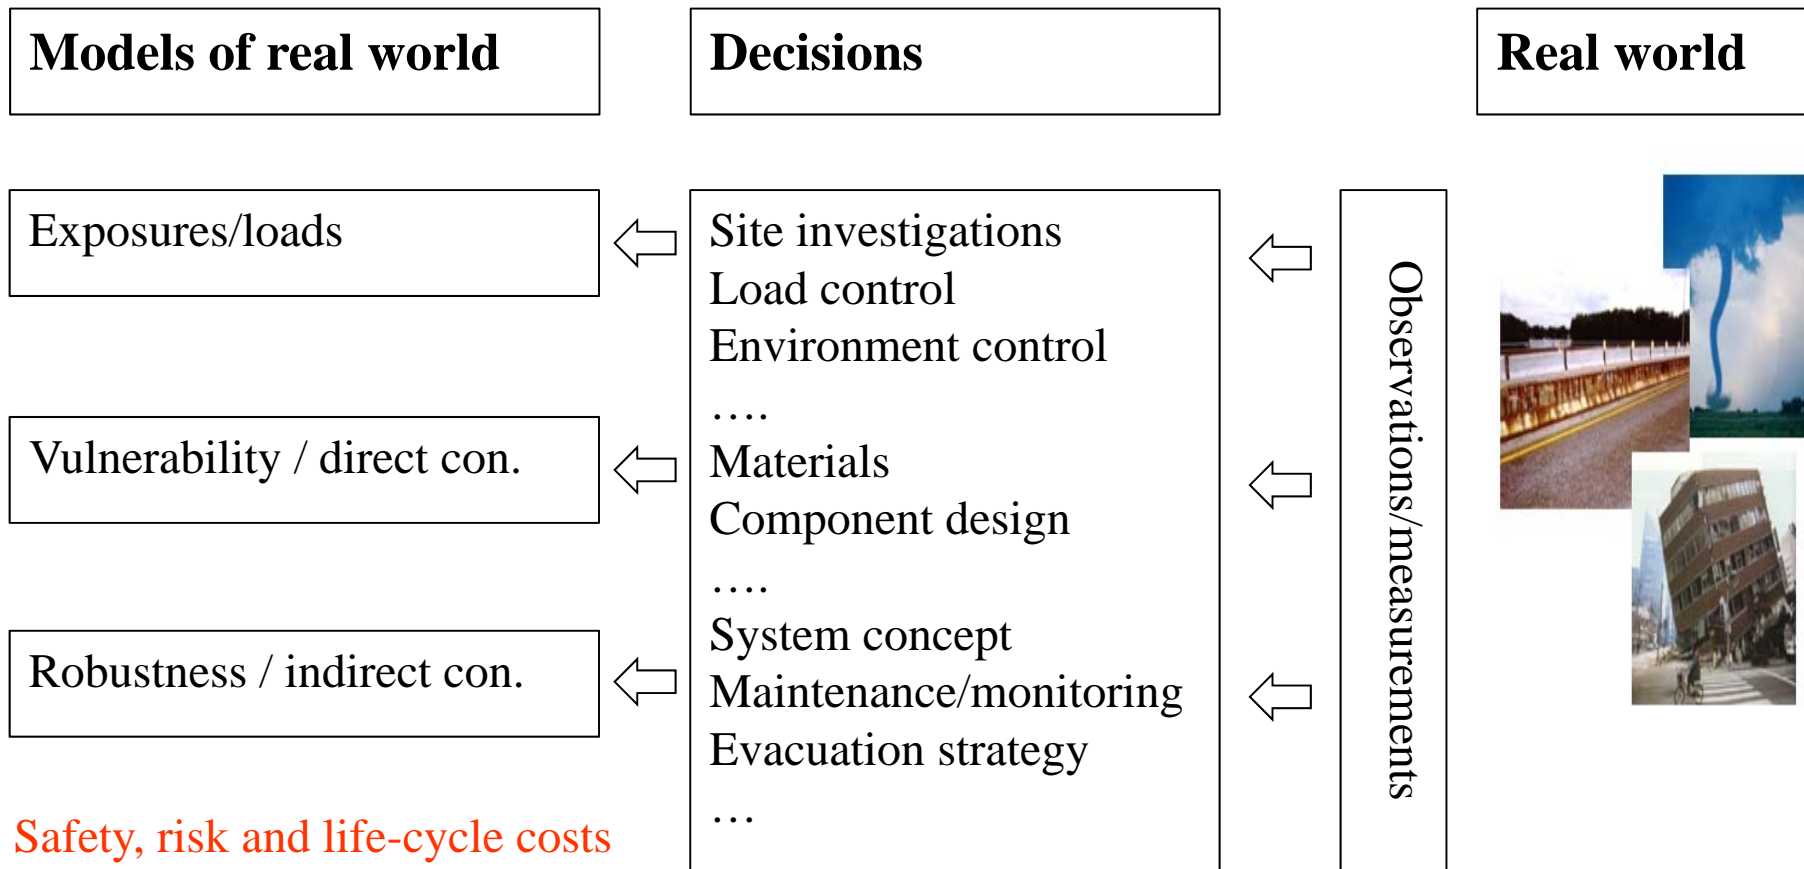 Models of real world
Decisions
Real world
Exposures/loads
Vulnerability / direct con.
Robustness / indirect con.
Safety, risk and life-cycle costs
Site investigations
Load control
Environment control
….
Materials
Component design
….
System concept
Maintenance/monitoring
Evacuation strategy
…
Observations/measurements